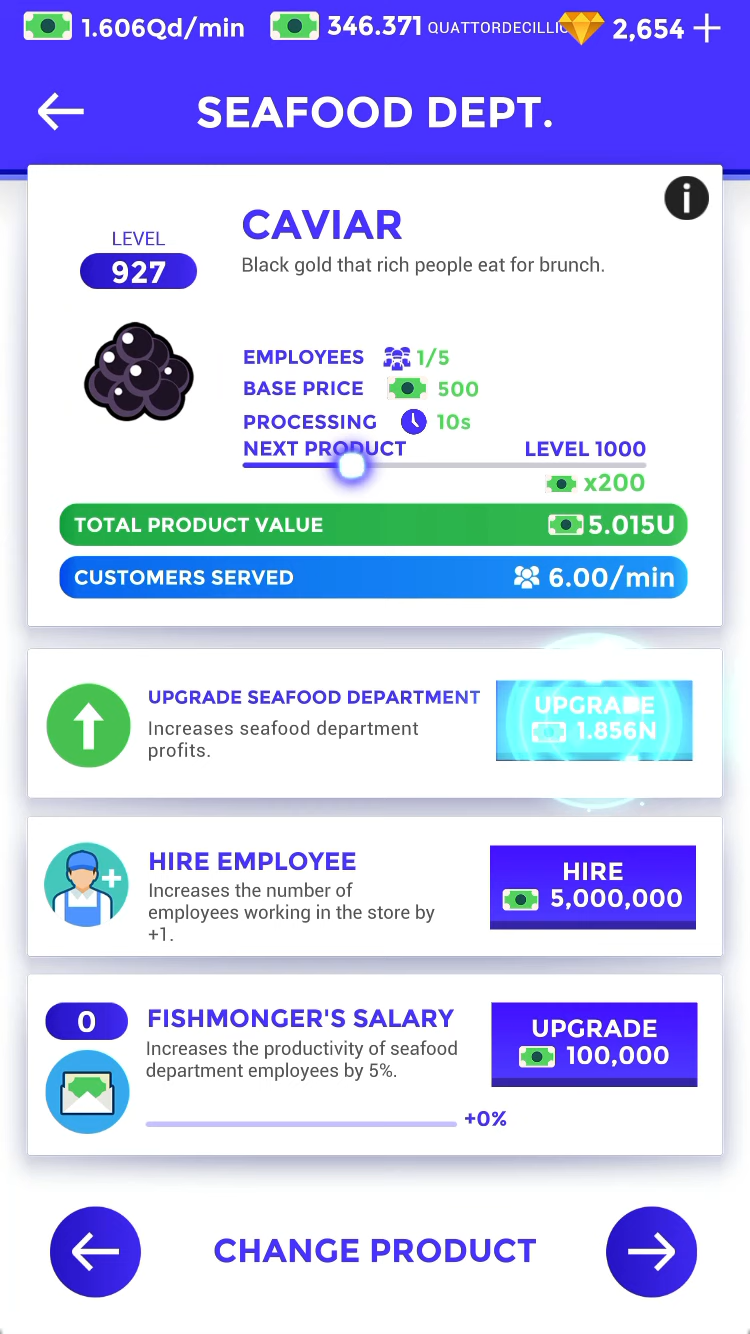 1.606Qd/min 346.371 QUATTORDECILLIO 2,654
SEAFOOD DEPT.
i
CAVIAR
LEVEL
927
Black gold that rich people eat for brunch.
EMPLOYEES 1/5
BASE PRICE 500
PROCESSING 10s
NEXT PRODUCT LEVEL 1000
x200
TOTAL PRODUCT VALUE 5.015U
CUSTOMERS SERVED 6.00/min
UPGRADE SEAFOOD DEPARTMENT
Increases seafood department
profits.
UPGRADE
1.856N
HIRE EMPLOYEE
Increases the number of
employees working in the store by
+1.
HIRE
5,000,000
0
FISHMONGER'S SALARY
Increases the productivity of seafood
department employees by 5%.
UPGRADE
100,000
+0%
CHANGE PRODUCT